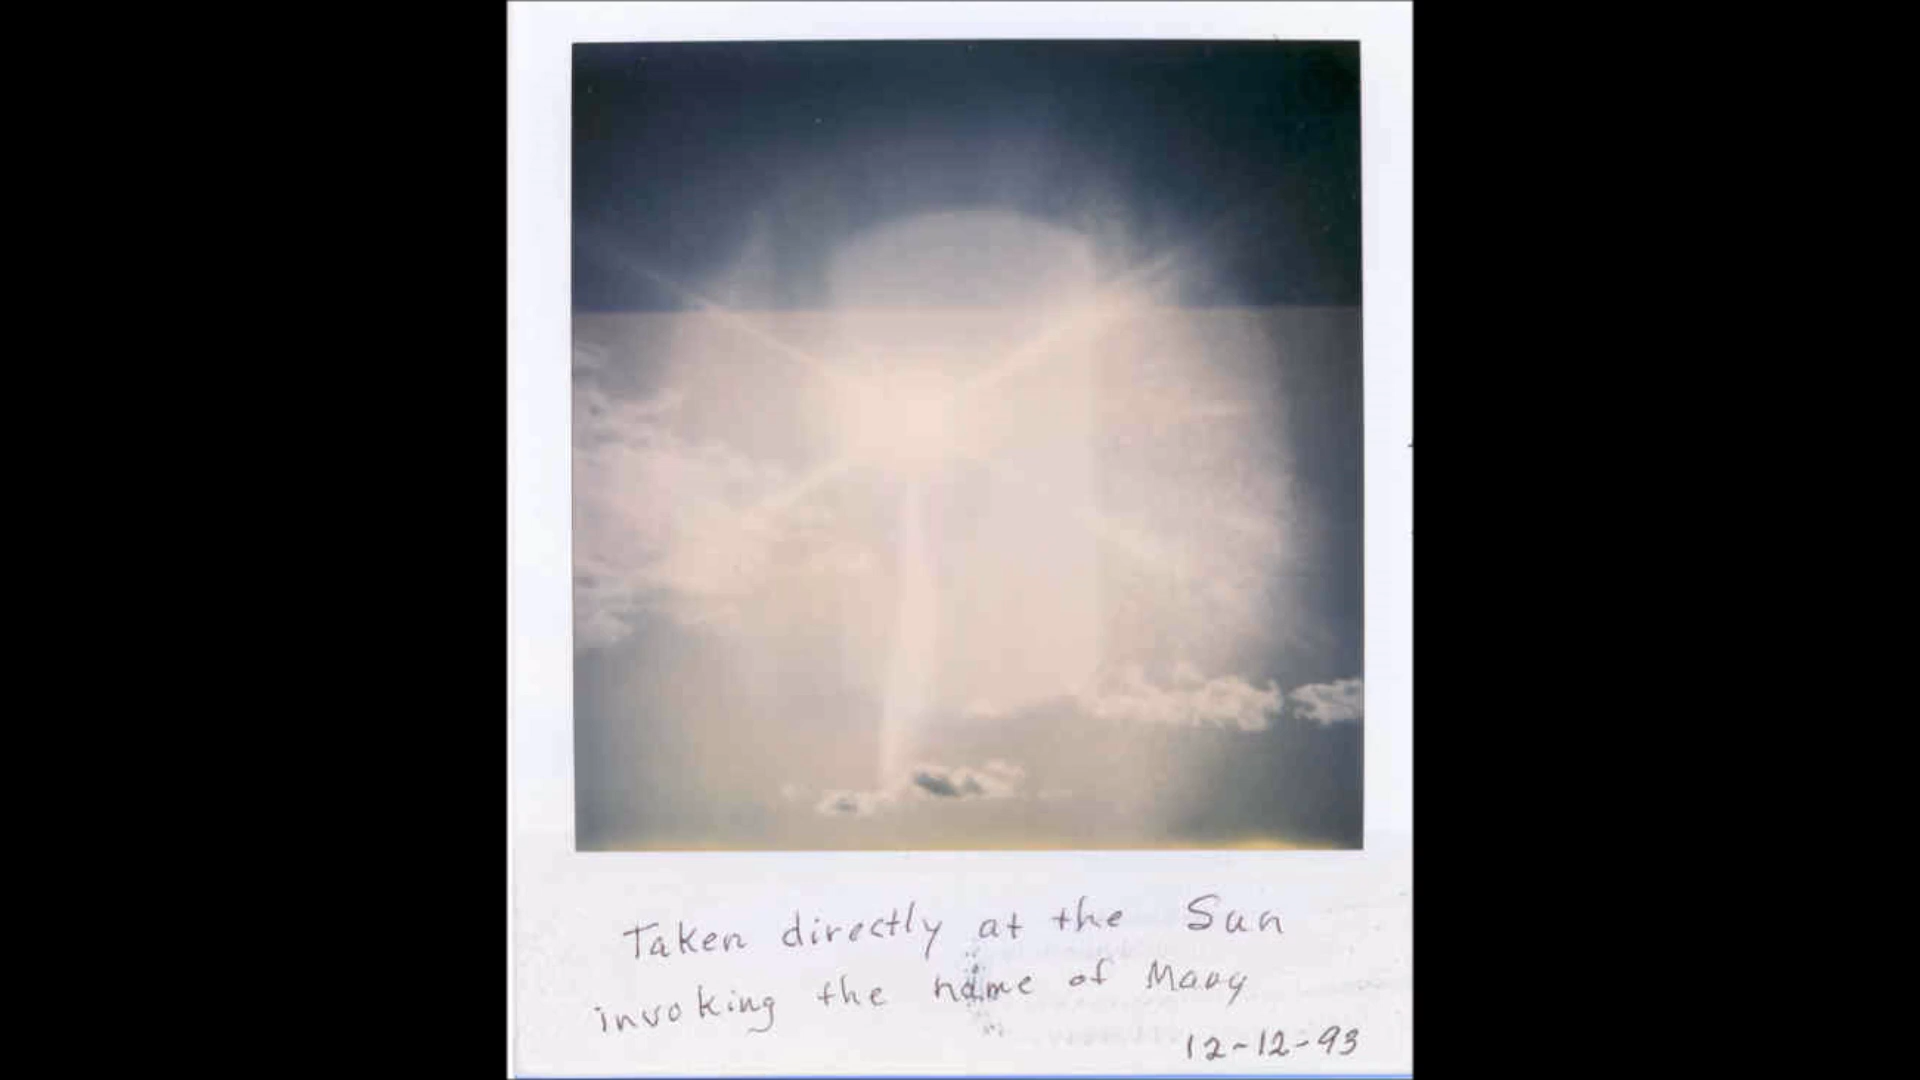 Taken directly at the Sun
invoking the name of Mary
12-12-93